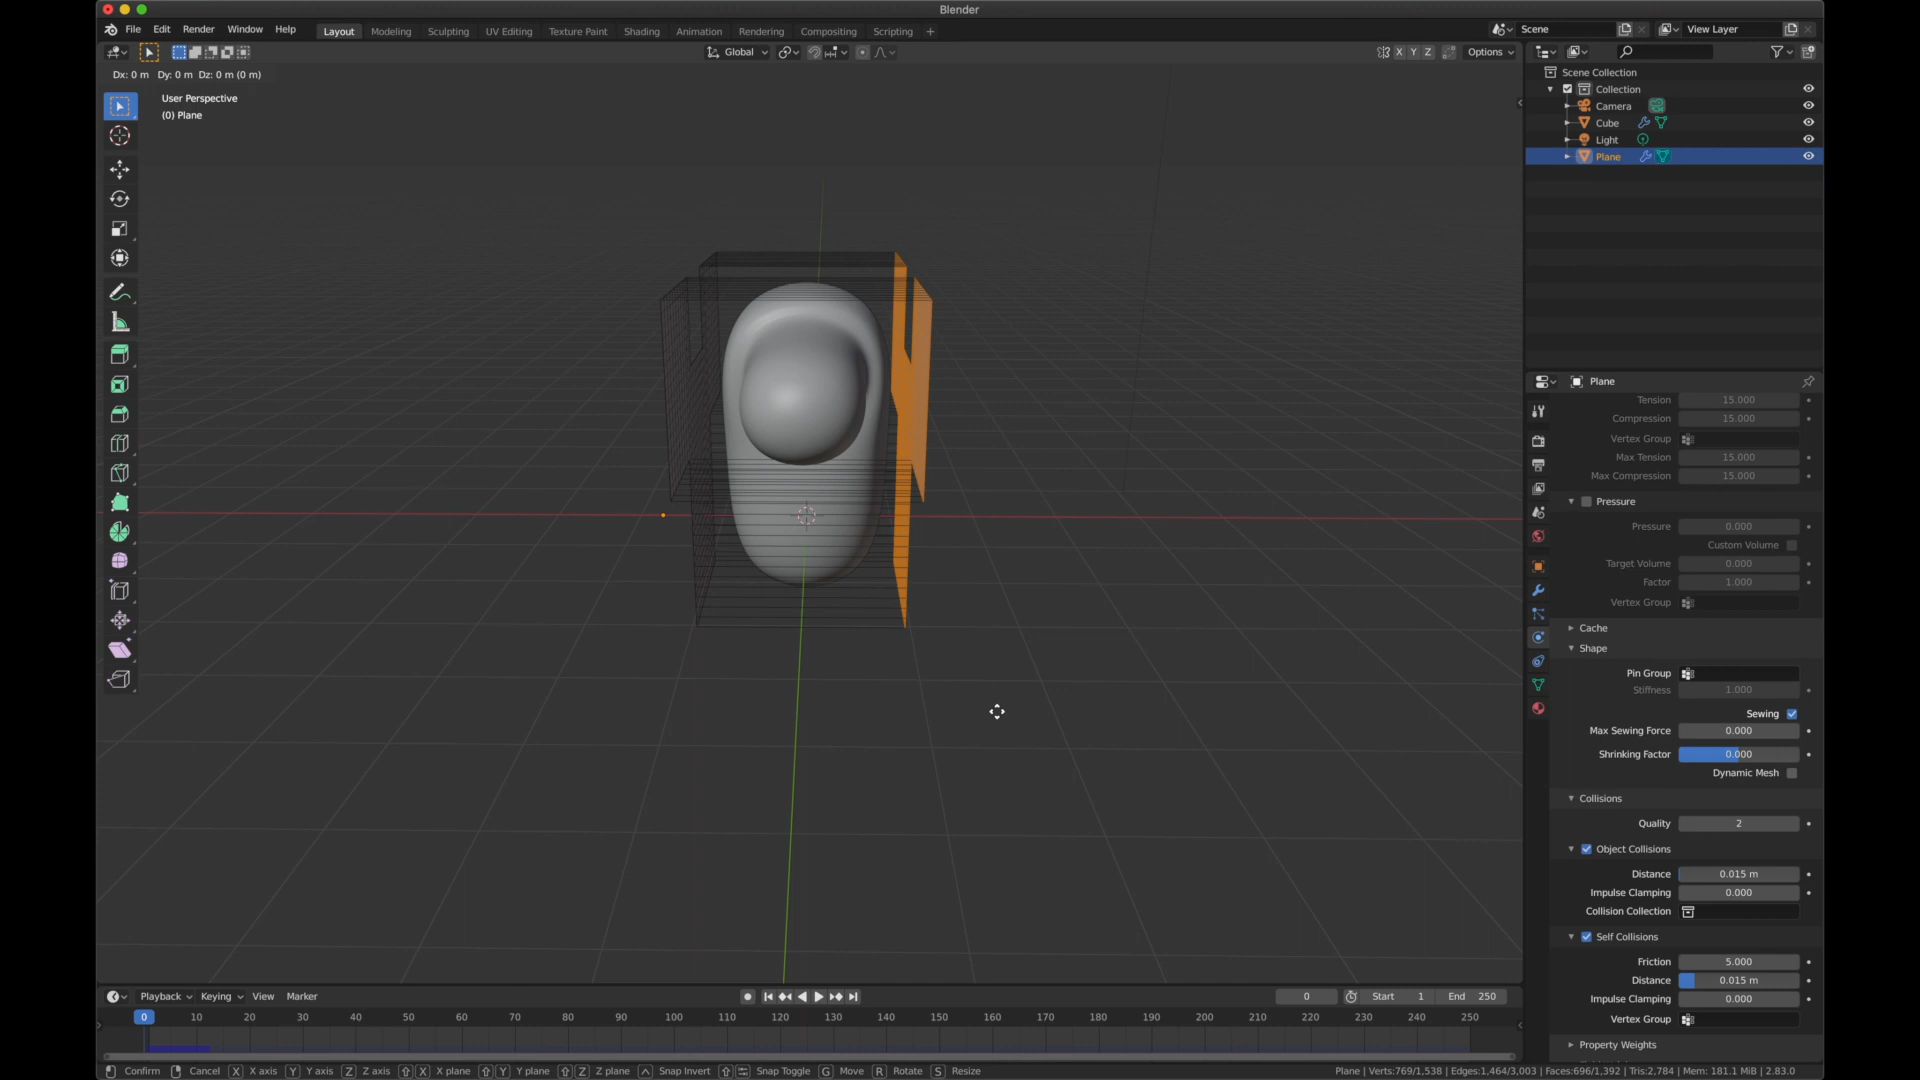 Blender
File Edit Render Window Help Layout Modeling Sculpting UV Editing Texture Paint Shading Animation Rendering Compositing Scripting + Scene View Layer
Global X Y Z Options
Dx: 0 m Dy: 0 m Dz: 0 m (0 m)
User Perspective
(0) Plane
Scene Collection
Collection
Camera
Cube
Light
Plane
Plane
Tension 15.000
Compression 15.000
Vertex Group
Max Tension 15.000
Max Compression 15.000
Pressure
Pressure 0.000
Custom Volume
Target Volume 0.000
Factor 1.000
Vertex Group
Cache
Shape
Pin Group
Stiffness 1.000
Sewing
Max Sewing Force 0.000
Shrinking Factor 0.000
Dynamic Mesh
Collisions
Quality 2
Object Collisions
Distance 0.015 m
Impulse Clamping 0.000
Collision Collection
Self Collisions
Friction 5.000
Distance 0.015 m
Impulse Clamping 0.000
Vertex Group
Property Weights
Playback Keying View Marker 0 Start 1 End 250
0 10 20 30 40 50 60 70 80 90 100 110 120 130 140 150 160 170 180 190 200 210 220 230 240 250
Confirm Cancel X X axis Y Y axis Z Z axis X X plane Y Y plane Z Z plane Snap Invert Snap Toggle G Move R Rotate S Resize Plane | Verts:769/1,538 | Edges:1,464/3,003 | Faces:696/1,392 | Tris:2,784 | Mem: 181.1 MiB | 2.83.0